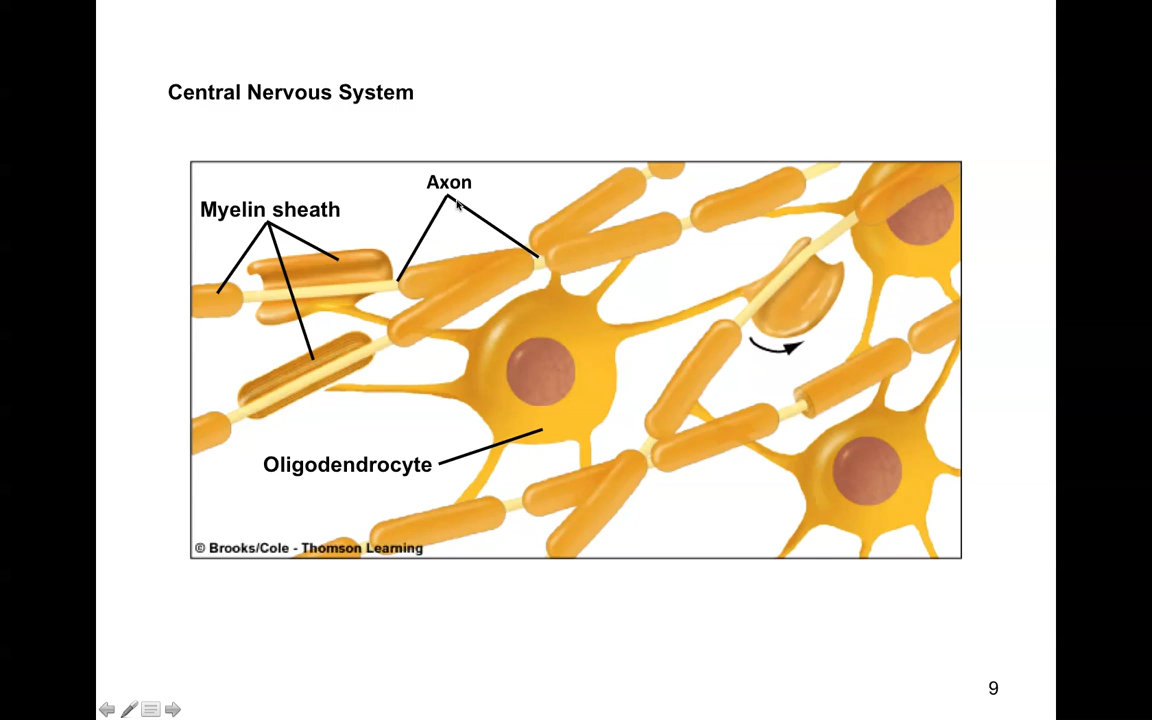 Central Nervous System
Axon
Myelin sheath
Oligodendrocyte
© Brooks/Cole - Thomson Learning
9